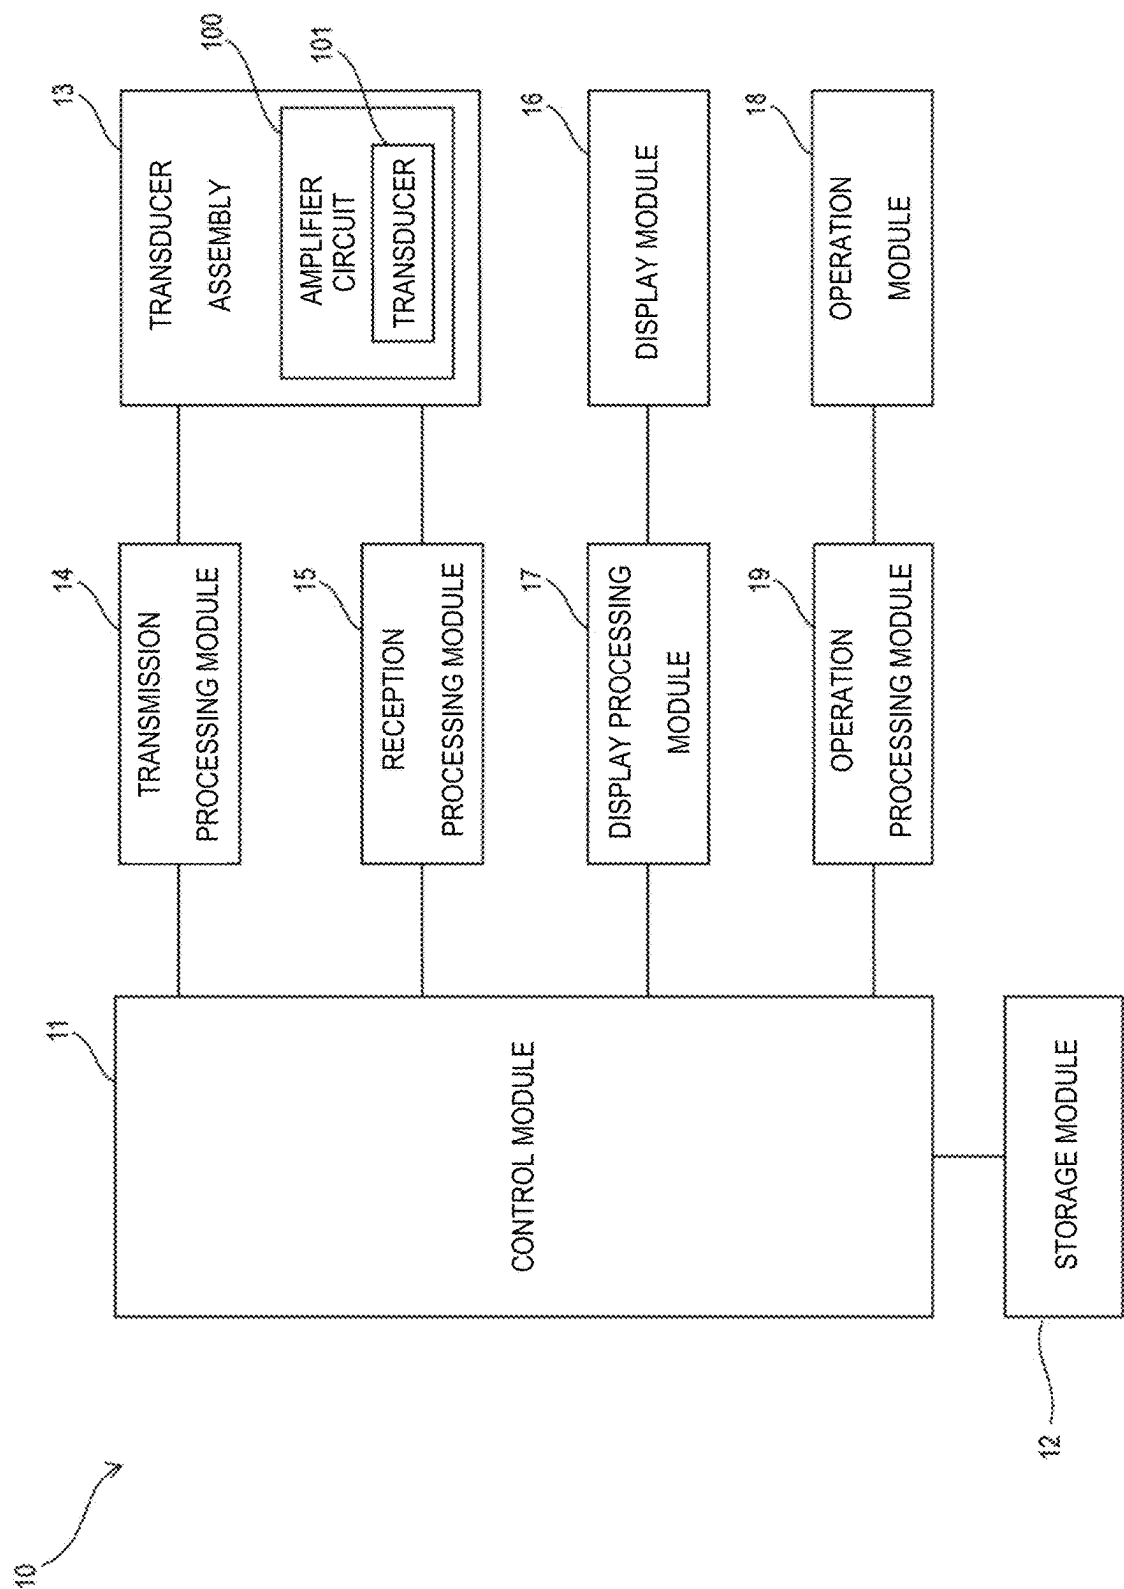 10
11
CONTROL MODULE
12
STORAGE MODULE
14
TRANSMISSION
PROCESSING MODULE
15
RECEPTION
PROCESSING MODULE
17
DISPLAY PROCESSING
MODULE
19
OPERATION
PROCESSING MODULE
13
TRANSDUCER
ASSEMBLY
100
AMPLIFIER
CIRCUIT
101
TRANSDUCER
16
DISPLAY MODULE
18
OPERATION
MODULE